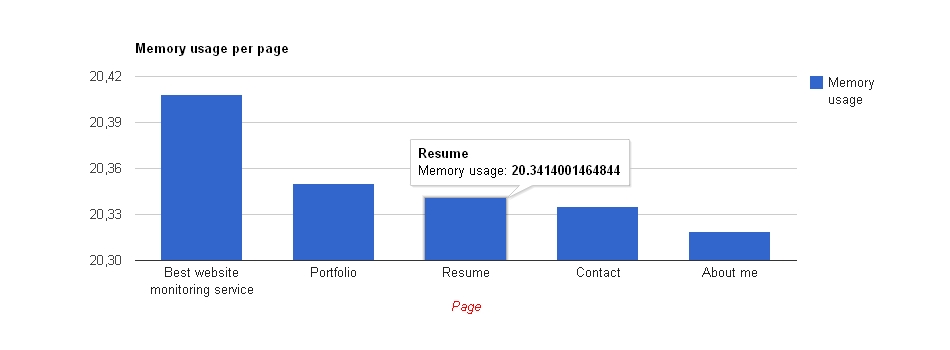 Memory usage per page
20,42
20,39
20,36
20,33
20,30
Memory
usage
Resume
Memory usage: 20.3414001464844
Best website
monitoring service
Portfolio
Resume
Contact
About me
Page